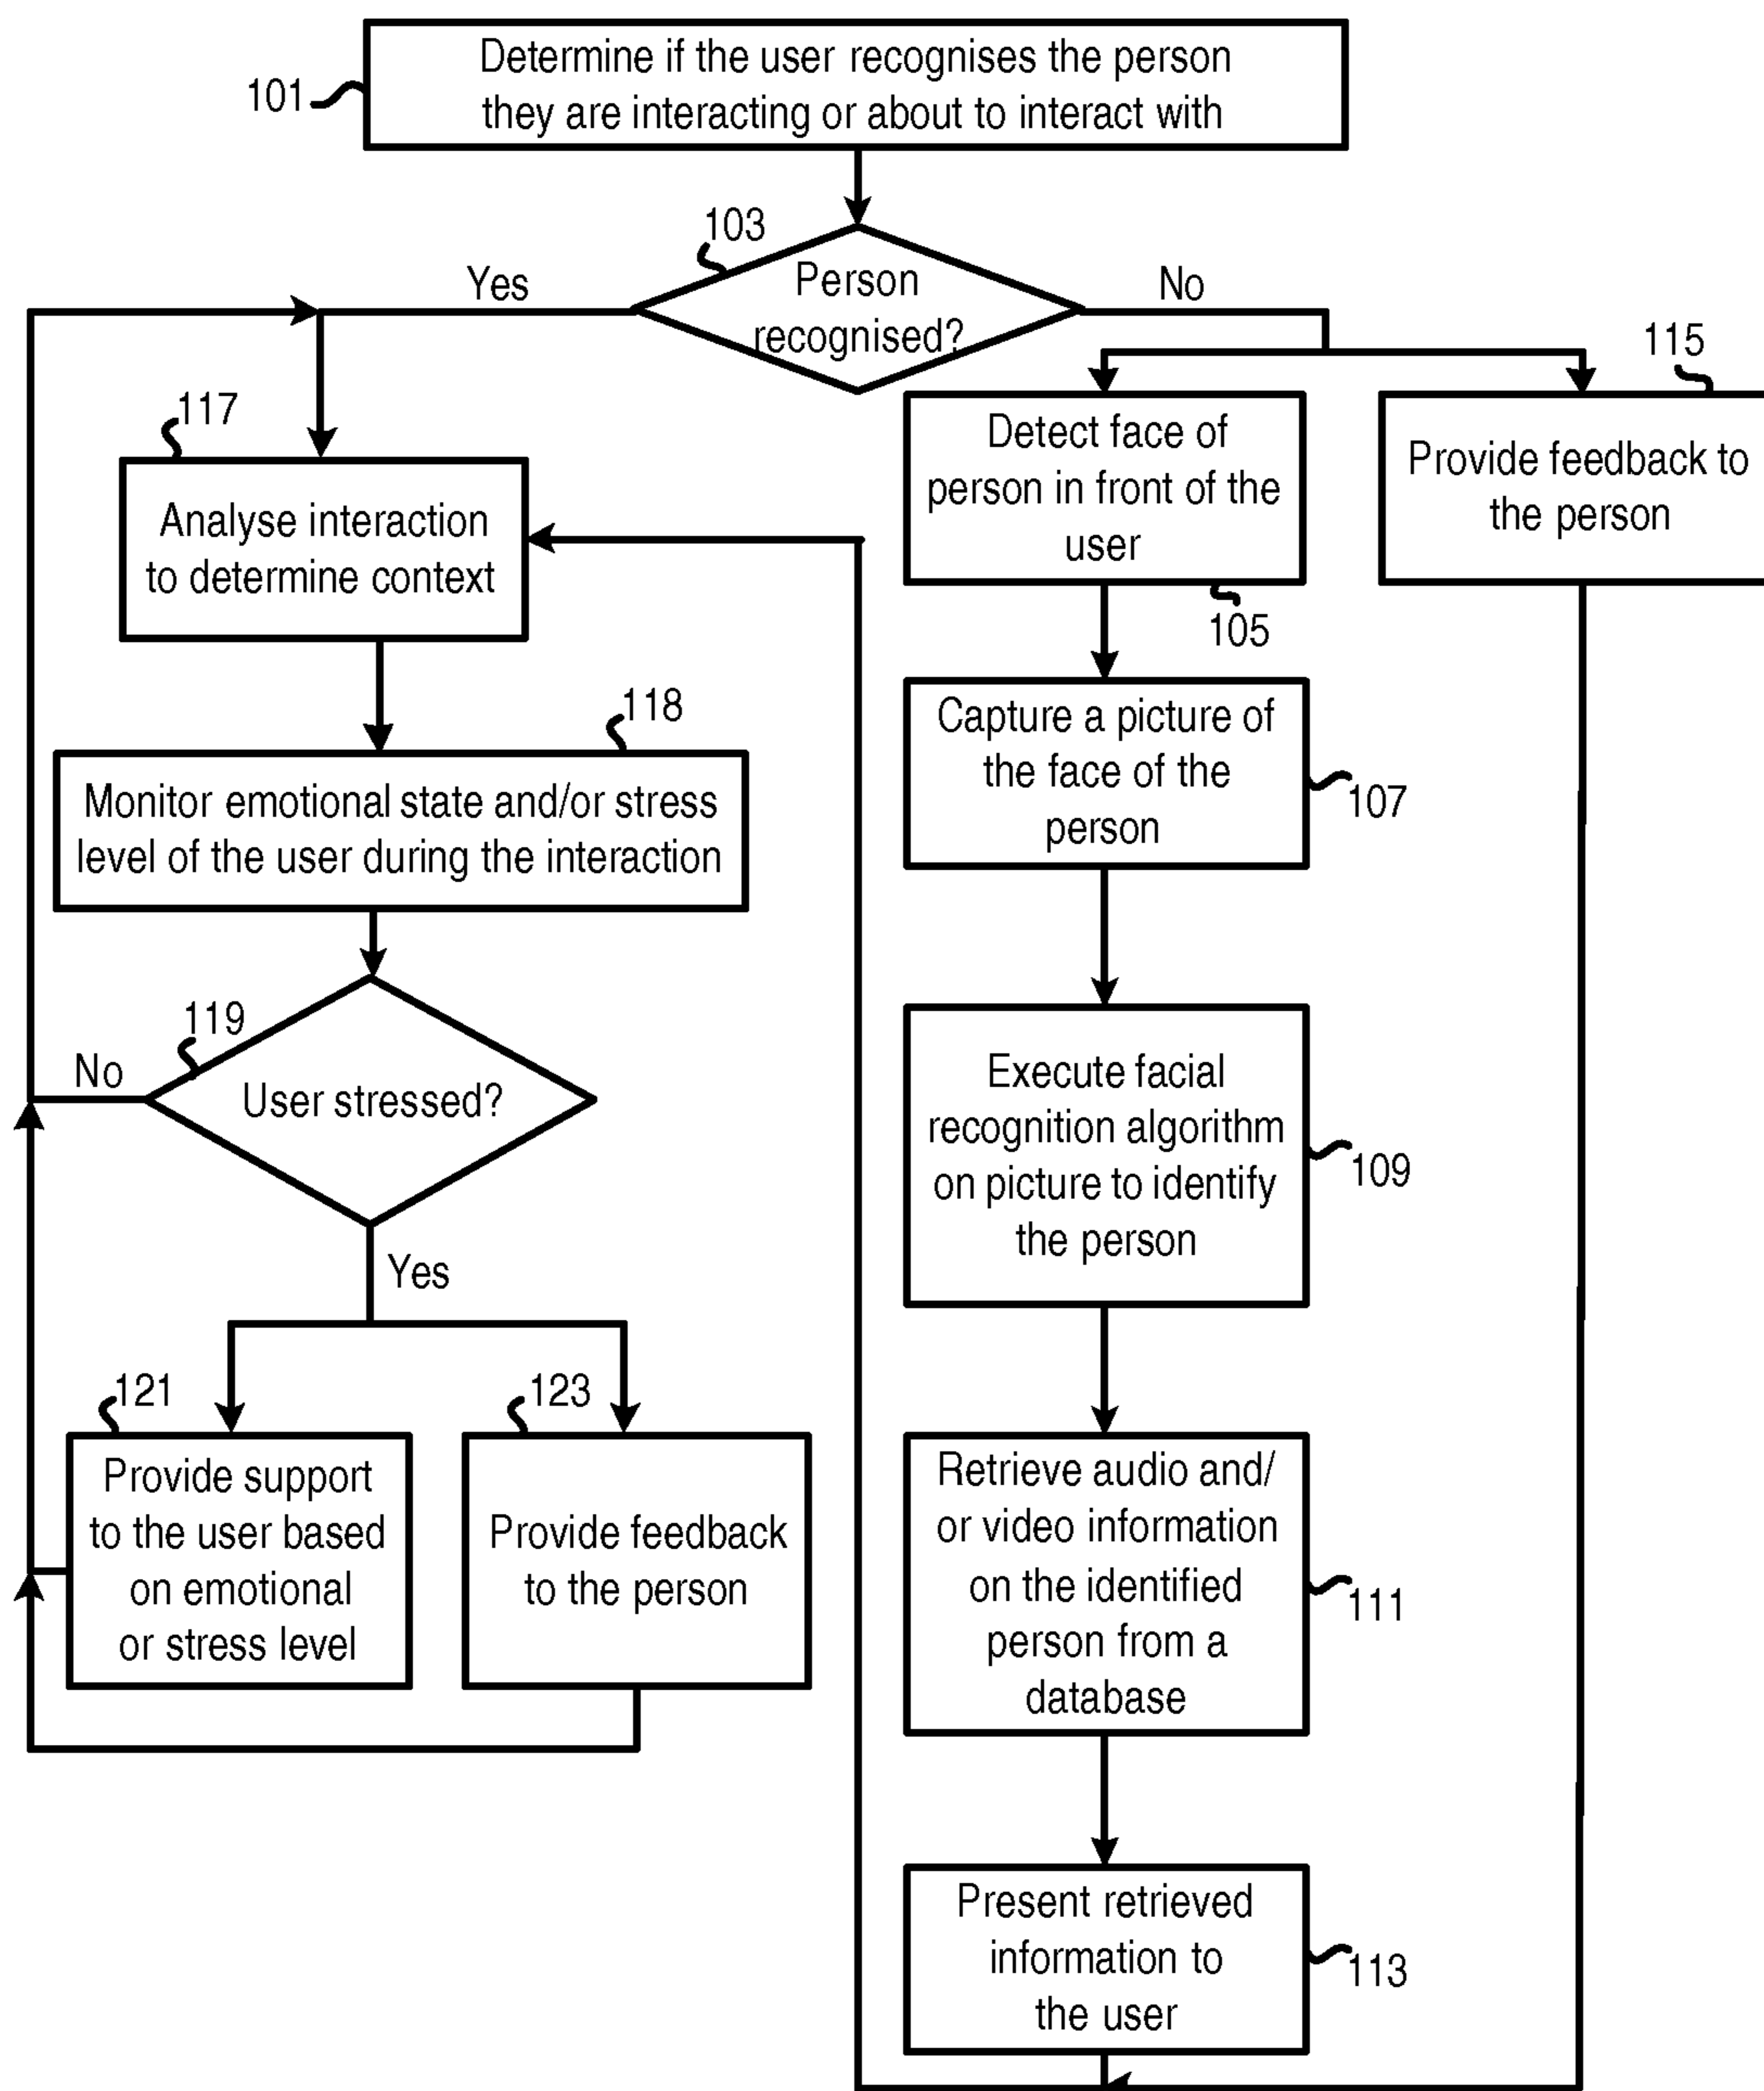 Determine if the user recognises the person
they are interacting or about to interact with
101
103
Person
recognised?
Yes
No
115
117
Analyse interaction
to determine context
Detect face of
person in front of the
user
105
Provide feedback to
the person
118
Monitor emotional state and/or stress
level of the user during the interaction
Capture a picture of
the face of the
person
107
119
No
User stressed?
Yes
Execute facial
recognition algorithm
on picture to identify
the person
109
121
Provide support
to the user based
on emotional
or stress level
123
Provide feedback
to the person
Retrieve audio and/
or video information
on the identified
person from a
database
111
Present retrieved
information to
the user
113